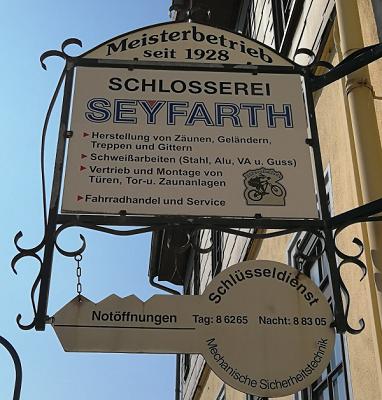 Meisterbetrieb
seit 1928
SCHLOSSEREI
SEYFARTH
Herstellung von Zäunen, Geländern,
Treppen und Gittern
Schweißarbeiten (Stahl, Alu, VA u. Guss)
Vertrieb und Montage von
Türen, Tor-u. Zaunanlagen
Fahrradhandel und Service
Schlüsseldienst
Notöffnungen Tag: 8 6265 Nacht: 8 83 05
Mechanische Sicherheitstechnik